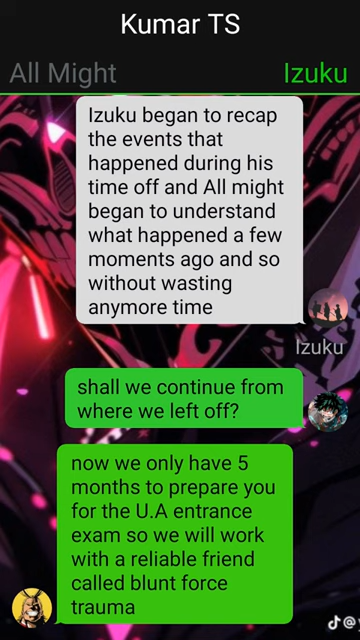 Kumar TS
All Might Izuku
Izuku began to recap
the events that
happened during his
time off and All might
began to understand
what happened a few
moments ago and so
without wasting
anymore time
Izuku
shall we continue from
where we left off?
now we only have 5
months to prepare you
for the U.A entrance
exam so we will work
with a reliable friend
called blunt force
trauma
@